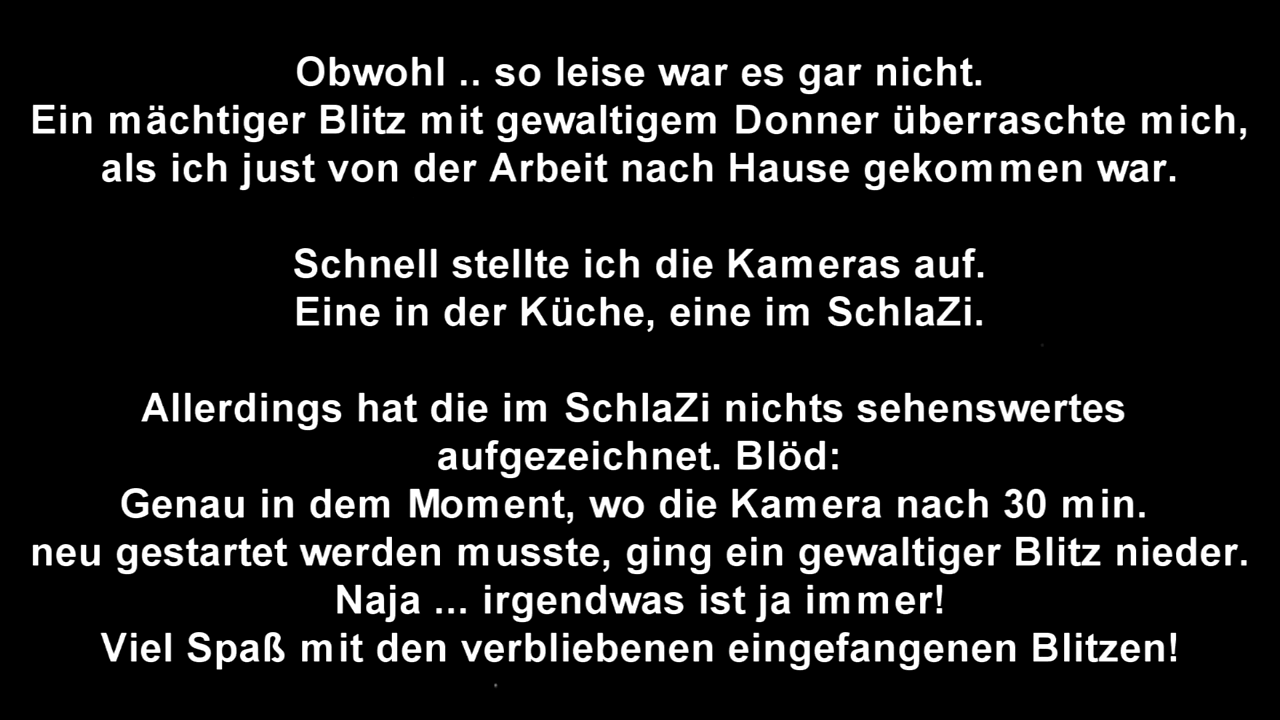 Obwohl .. so leise war es gar nicht.
Ein mächtiger Blitz mit gewaltigem Donner überraschte mich,
als ich just von der Arbeit nach Hause gekommen war.
Schnell stellte ich die Kameras auf.
Eine in der Küche, eine im SchlaZi.
Allerdings hat die im SchlaZi nichts sehenswertes
aufgezeichnet. Blöd:
Genau in dem Moment, wo die Kamera nach 30 min.
neu gestartet werden musste, ging ein gewaltiger Blitz nieder.
Naja ... irgendwas ist ja immer!
Viel Spaß mit den verbliebenen eingefangenen Blitzen!